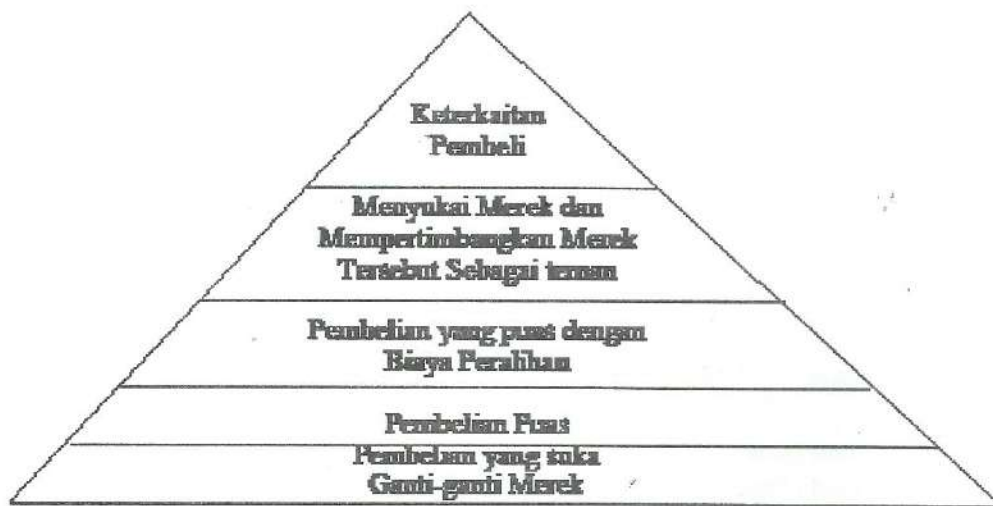 Keterkaitan
Pembeli
Menyukai Merek dan
Mempertimbangkan Merek
Tersebut Sebagai teman
Pembelian yang puas dengan
Biaya Peralihan
Pembelian Puas
Pembelian yang suka
Ganti-ganti Merek